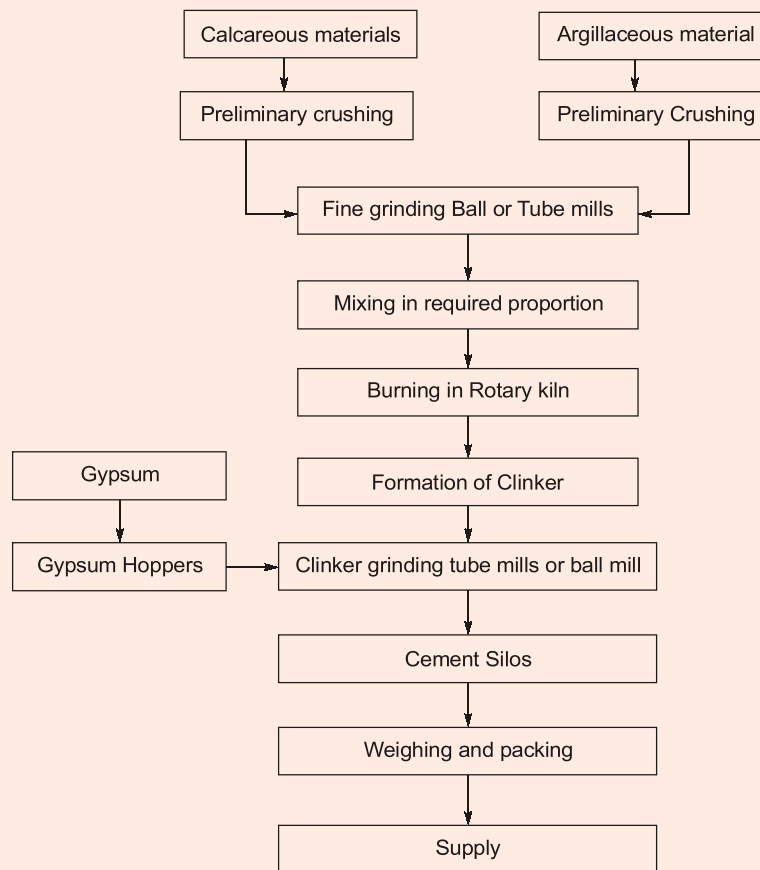 Calcareous materials
Argillaceous material
Preliminary crushing
Preliminary Crushing
Fine grinding Ball or Tube mills
Mixing in required proportion
Burning in Rotary kiln
Gypsum
Formation of Clinker
Gypsum Hoppers
Clinker grinding tube mills or ball mill
Cement Silos
Weighing and packing
Supply